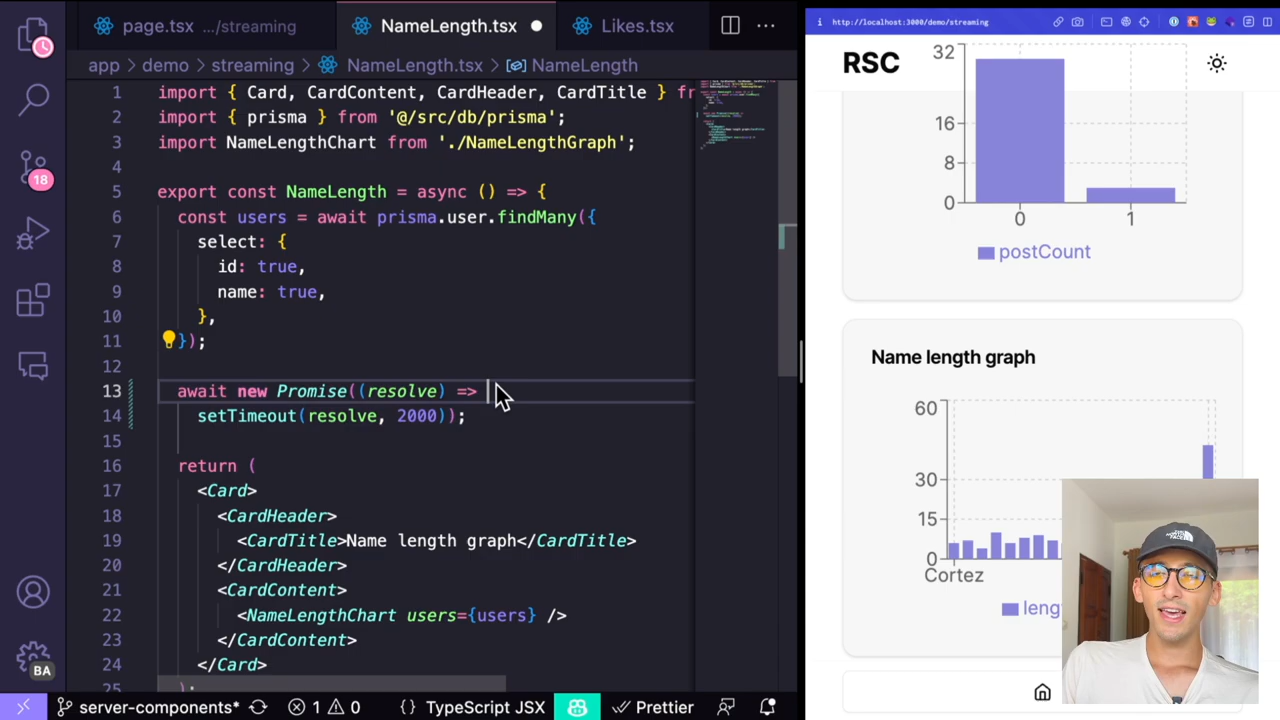 page.tsx .../streaming
NameLength.tsx
Likes.tsx
app > demo > streaming > NameLength.tsx > NameLength
1 import { Card, CardContent, CardHeader, CardTitle } fr
2 import { prisma } from '@/src/db/prisma';
3 import NameLengthChart from './NameLengthGraph';
4
5 export const NameLength = async () => {
6 const users = await prisma.user.findMany({
7 select: {
8 id: true,
9 name: true,
10 },
11 });
12
13 await new Promise((resolve) =>
14 setTimeout(resolve, 2000));
15
16 return (
17 <Card>
18 <CardHeader>
19 <CardTitle>Name length graph</CardTitle>
20 </CardHeader>
21 <CardContent>
22 <NameLengthChart users={users} />
23 </CardContent>
24 </Card>
25 );
18
BA
server-components* 1 0 {} TypeScript JSX Prettier
http://localhost:3000/demo/streaming
RSC
32
16
8
0
0 1
postCount
Name length graph
60
30
15
0
Cortez
leng